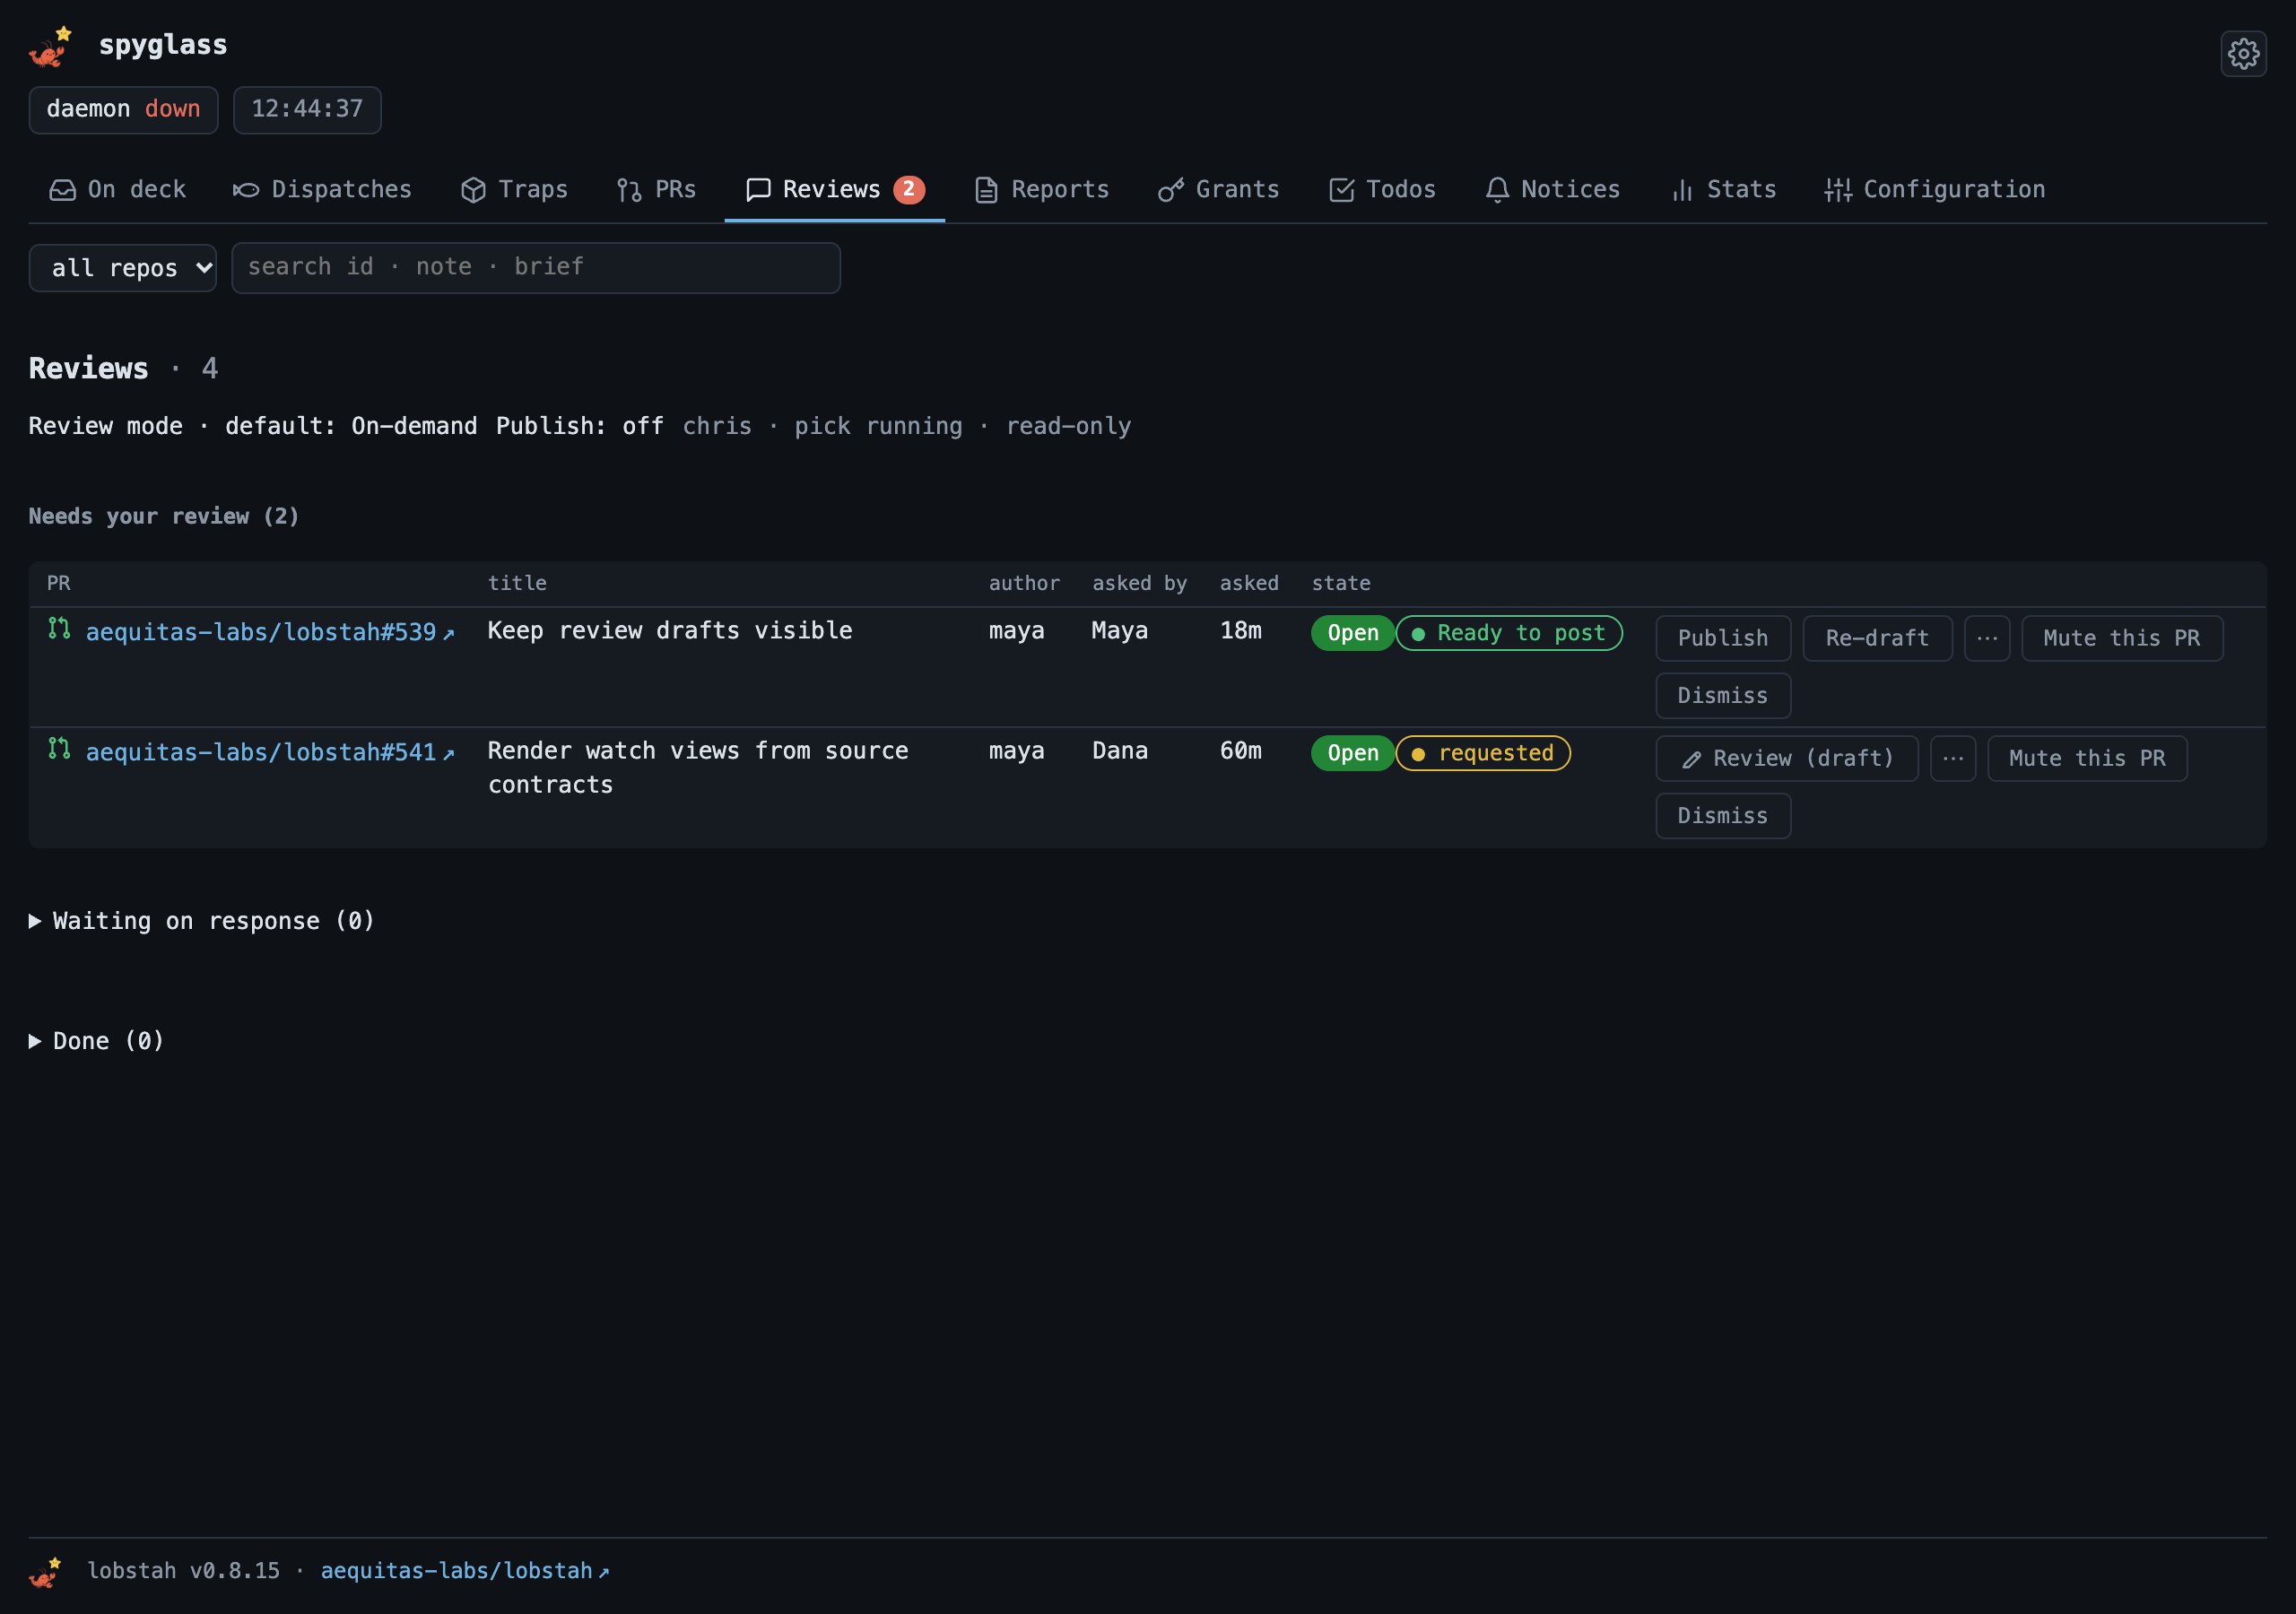 spyglass
daemon down 12:44:37
On deck Dispatches Traps PRs Reviews 2 Reports Grants Todos Notices Stats Configuration
all repos search id · note · brief
Reviews · 4
Review mode · default: On-demand Publish: off chris · pick running · read-only
Needs your review (2)
PR title author asked by asked state
aequitas-labs/lobstah#539↗ Keep review drafts visible maya Maya 18m Open ● Ready to post Publish Re-draft ··· Mute this PR
Dismiss
aequitas-labs/lobstah#541↗ Render watch views from source maya Dana 60m Open ● requested Review (draft) ··· Mute this PR
contracts
Dismiss
▶ Waiting on response (0)
▶ Done (0)
lobstah v0.8.15 · aequitas-labs/lobstah↗